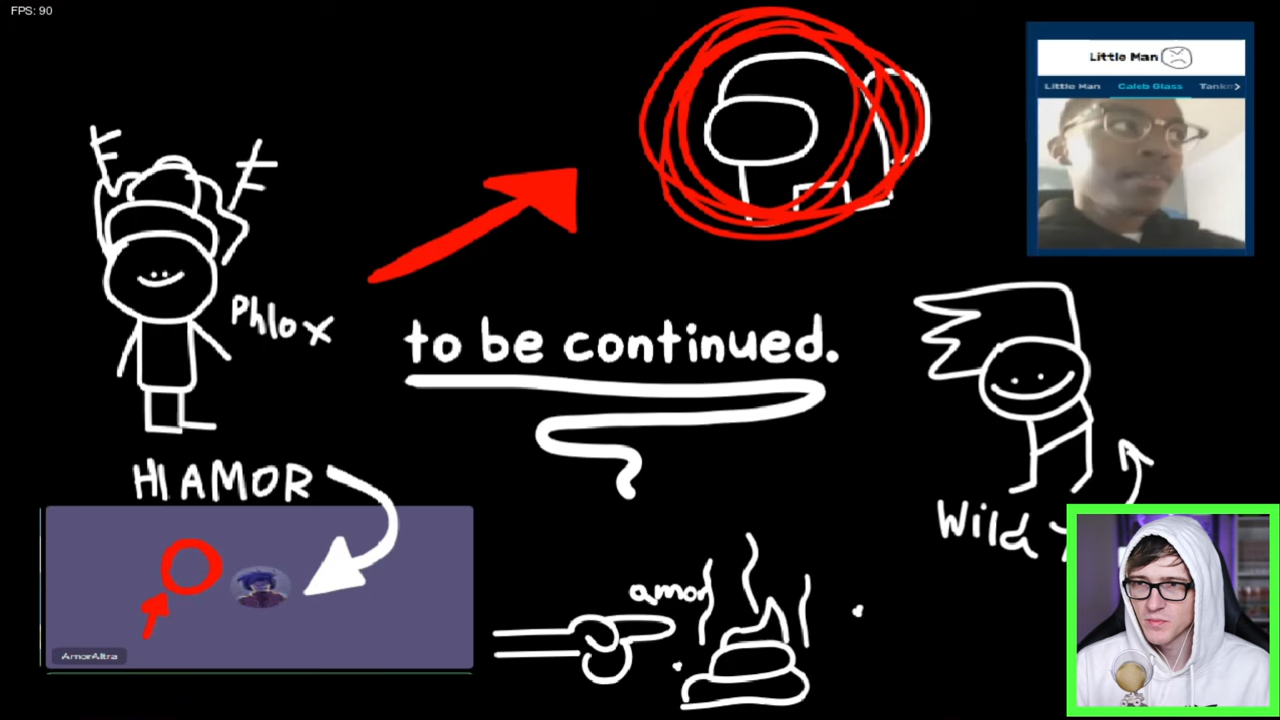 FPS: 90
Little Man
Little Man Caleb Glass
Phlox
to be continued.
HI AMOR
Wild
amor
AmorAltra